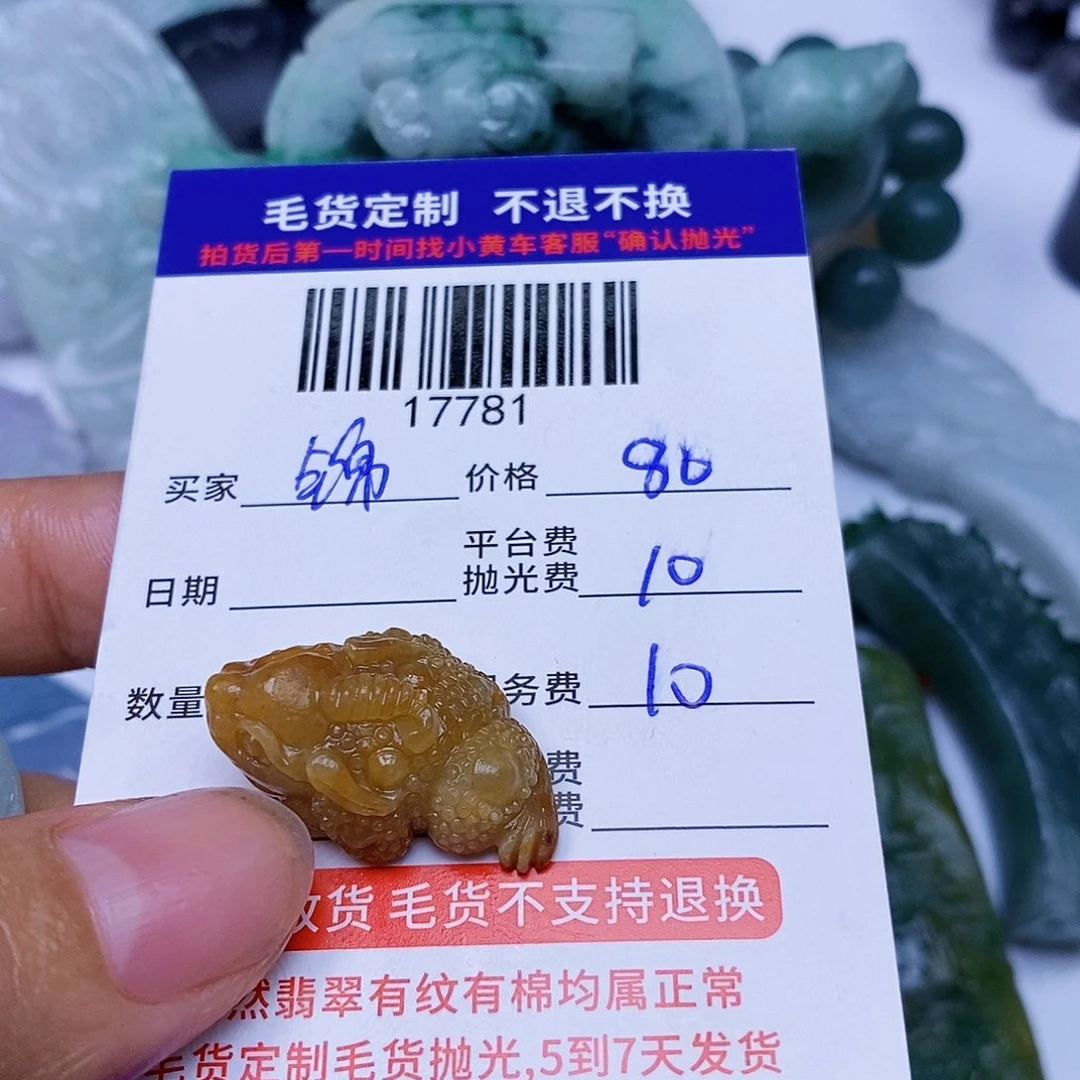 毛货定制 不退不换
拍货后第一时间找小黄车客服“确认抛光”
17781
买家 锦 价格 80
平台费
日期 抛光费 10
数量 务费 10
费
费
货 毛货不支持退换
然翡翠有纹有棉均属正常
毛货定制毛货抛光,5到7天发货